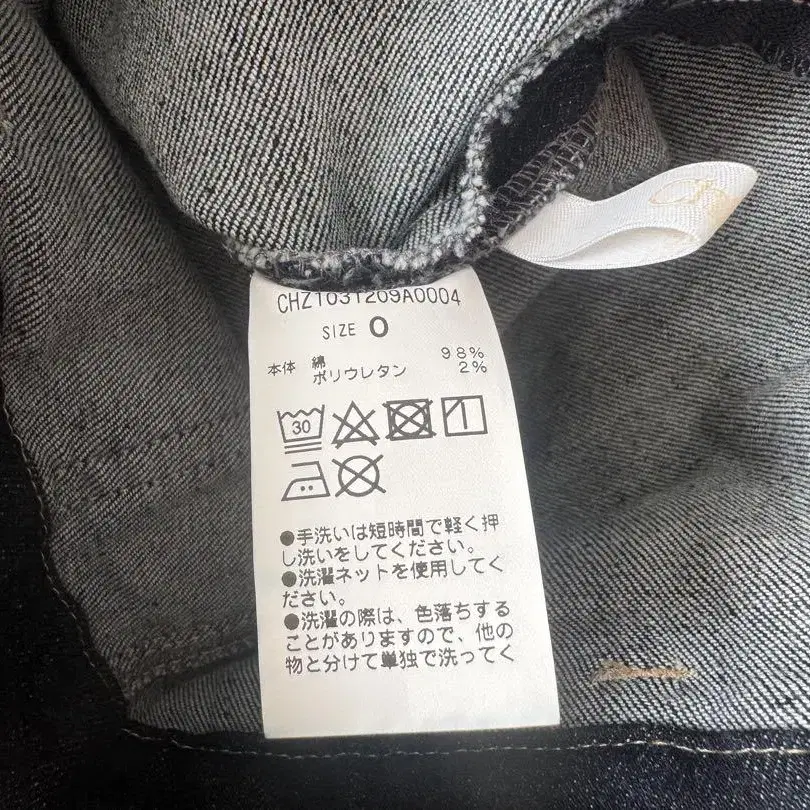 CHZ1031209A0004
SIZE 0
本体 綿 98%
ポリウレタン 2%
30
●手洗いは短時間で軽く押
し洗いをしてください。
●洗濯ネットを使用してく
ださい。
●洗濯の際は、色落ちする
ことがありますので、他の
物と分けて単独で洗ってく